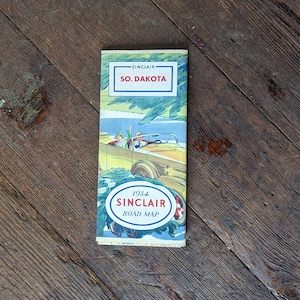 SINCLAIR
SO. DAKOTA
1934
SINCLAIR
ROAD MAP